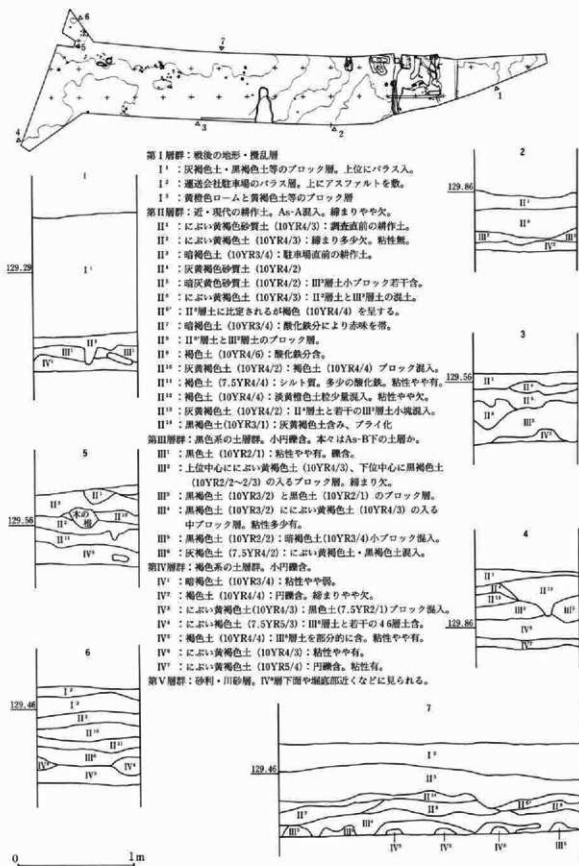 6
5
7
4
3
2
1
第Ⅰ層群：戦後の地形・攪乱層
Ⅰ¹：灰褐色土・黒褐色土等のブロック層。上位にバラス入。
Ⅰ²：運送会社駐車場のバラス層。上にアスファルトを敷。
Ⅰ³：黄橙色ロームと黄褐色土等のブロック層
第Ⅱ層群：近・現代の耕作土。As-A混入。締まりやや欠。
Ⅱ¹：にぶい黄褐色砂質土（10YR4/3）：調査直前の耕作土。
Ⅱ²：にぶい黄褐色土（10YR4/3）：締まり多少欠。粘性無。
Ⅱ³：暗褐色土（10YR3/4）：駐車場直前の耕作土。
Ⅱ⁴：灰黄褐色砂質土（10YR4/2）
Ⅱ⁵：暗灰黄色砂質土（10YR4/2）：Ⅲ³層土小ブロック若干含。
Ⅱ⁶：にぶい黄褐色土（10YR4/3）：Ⅱ²層土とⅢ³層土の混土。
Ⅱ⁶'：Ⅱ⁶層土に比定されるが褐色（10YR4/4）を呈する。
Ⅱ⁷：暗褐色土（10YR3/4）：酸化鉄分により赤味を帯。
Ⅱ⁸：Ⅱ⁶'層土とⅢ³層土のブロック層。
Ⅱ⁹：褐色土（10YR4/6）：酸化鉄分含。
Ⅱ¹⁰：灰黄褐色土（10YR4/2）：褐色土（10YR4/4）ブロック混入。
Ⅱ¹¹：褐色土（7.5YR4/4）：シルト質。多少の酸化鉄。粘性やや有。
Ⅱ¹²：褐色土（10YR4/4）：淡黄橙色土粒少量混入。粘性やや欠。
Ⅱ¹³：灰黄褐色土（10YR4/2）：Ⅱ⁴層土と若干のⅢ³層土小塊混入。
Ⅱ¹⁴：黒褐色土（10YR3/1）：灰黄褐色土含み、ブライ化
第Ⅲ層群：黒色系の土層群。小円礫含。本々はAs-B下の土層か。
Ⅲ¹：黒色土（10YR2/1）：粘性やや有。礫含。
Ⅲ²：上位中心ににぶい黄褐色土（10YR4/3）、下位中心に黒褐色土
（10YR2/2～2/3）の入るブロック層。締まり欠。
Ⅲ³：黒褐色土（10YR3/2）と黒色土（10YR2/1）のブロック層。
Ⅲ⁴：黒褐色土（10YR3/2）ににぶい黄褐色土（10YR4/3）の入る
中ブロック層。粘性多少有。
Ⅲ⁵：黒褐色土（10YR2/2）：暗褐色土（10YR3/4）小ブロック混入。
Ⅲ⁶：灰褐色土（7.5YR4/2）：にぶい黄褐色土・黒褐色土混入。
第Ⅳ層群：褐色系の土層群。小円礫含。
Ⅳ¹：暗褐色土（10YR3/4）：粘性やや弱。
Ⅳ²：褐色土（10YR4/4）：円礫含。締まりやや欠。
Ⅳ³：にぶい黄褐色土（10YR4/3）：黒色土（7.5YR2/1）ブロック混入。
Ⅳ⁴：にぶい褐色土（7.5YR5/3）：Ⅲ⁶層土と若干の46層土含。
Ⅳ⁵：褐色土（10YR4/4）：Ⅲ⁶層土を部分的に含。粘性やや有。
Ⅳ⁶：にぶい黄褐色土（10YR4/3）：粘性やや有。
Ⅳ⁷：にぶい黄褐色土（10YR5/4）：円礫含。粘性有。
第Ⅴ層群：砂利・川砂層。Ⅳ⁶層下面や堀底部近くなどに見られる。
1
129.29
Ⅰ¹
2
129.86
3
129.56
4
129.86
5
129.56
木の根
6
129.46
7
129.46
0 1m